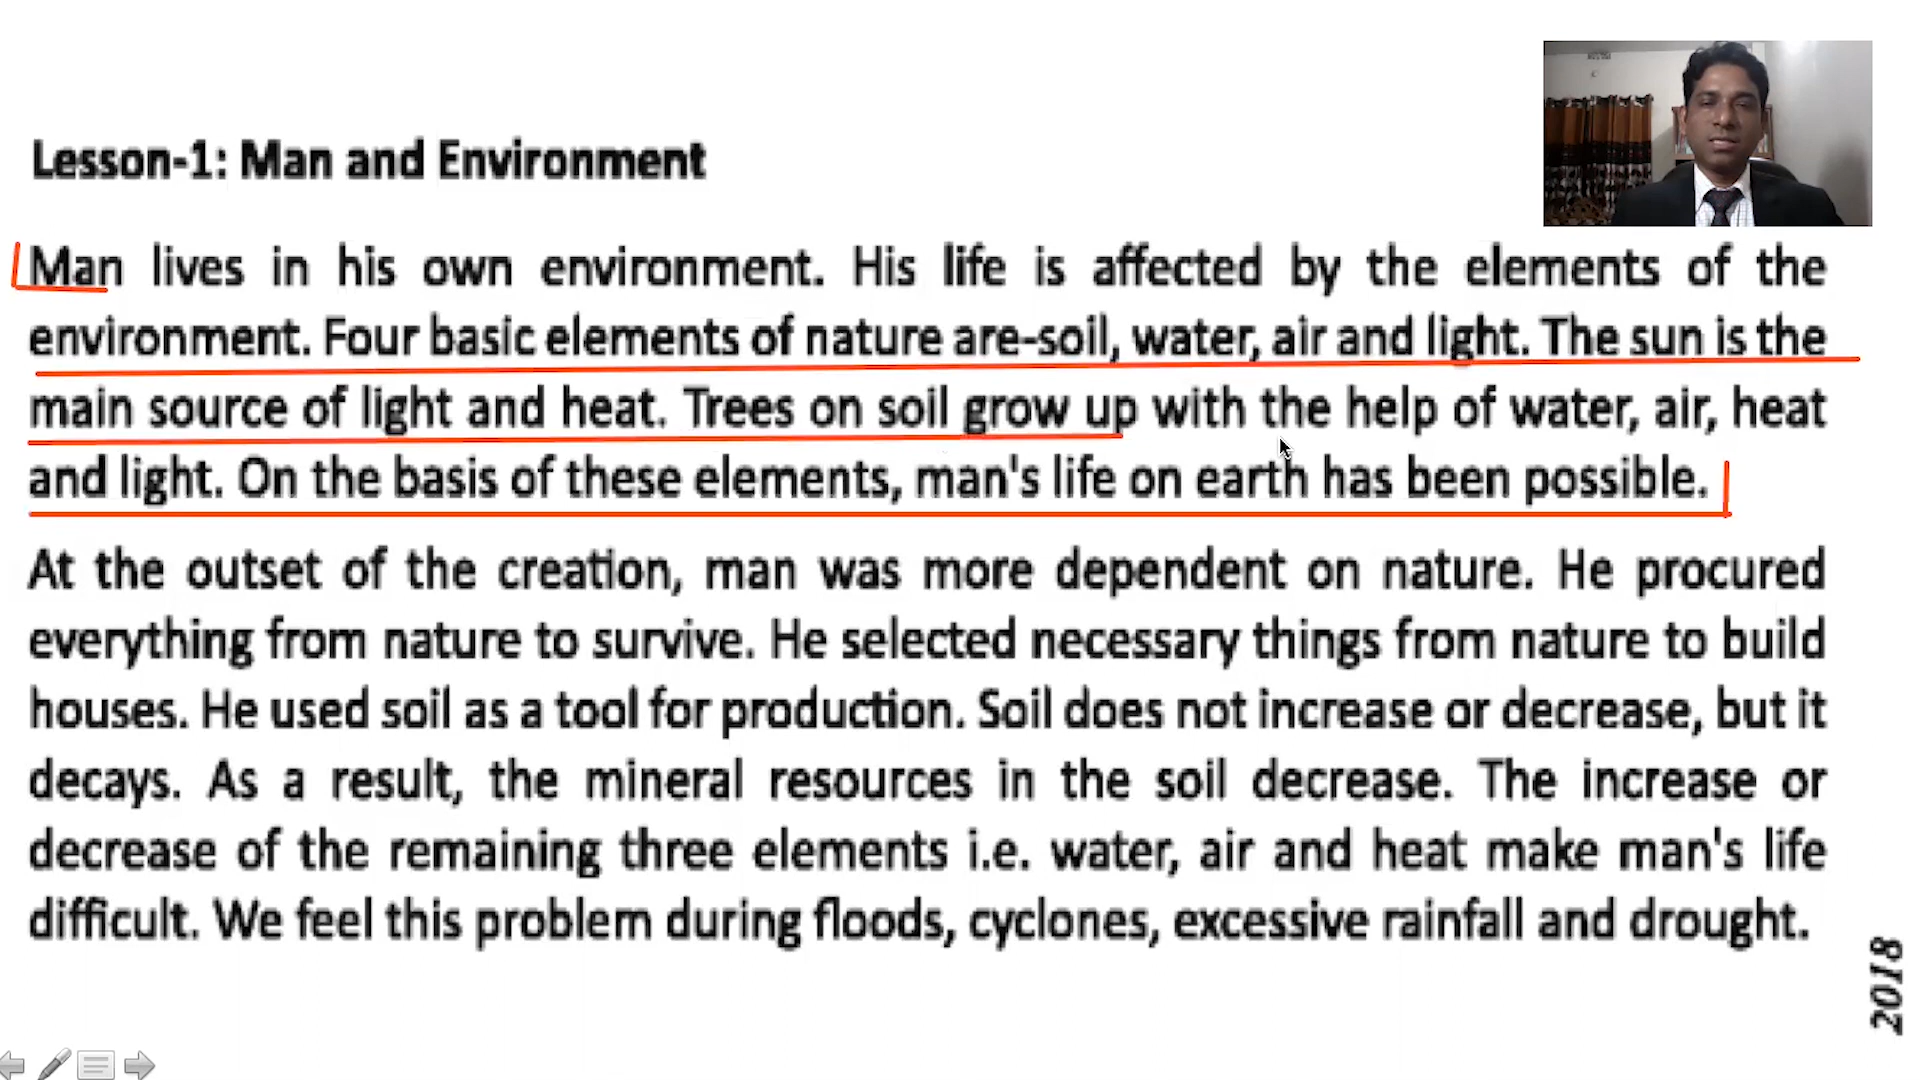 Lesson-1: Man and Environment
Man lives in his own environment. His life is affected by the elements of the
environment. Four basic elements of nature are-soil, water, air and light. The sun is the
main source of light and heat. Trees on soil grow up with the help of water, air, heat
and light. On the basis of these elements, man's life on earth has been possible.
At the outset of the creation, man was more dependent on nature. He procured
everything from nature to survive. He selected necessary things from nature to build
houses. He used soil as a tool for production. Soil does not increase or decrease, but it
decays. As a result, the mineral resources in the soil decrease. The increase or
decrease of the remaining three elements i.e. water, air and heat make man's life
difficult. We feel this problem during floods, cyclones, excessive rainfall and drought.
2018